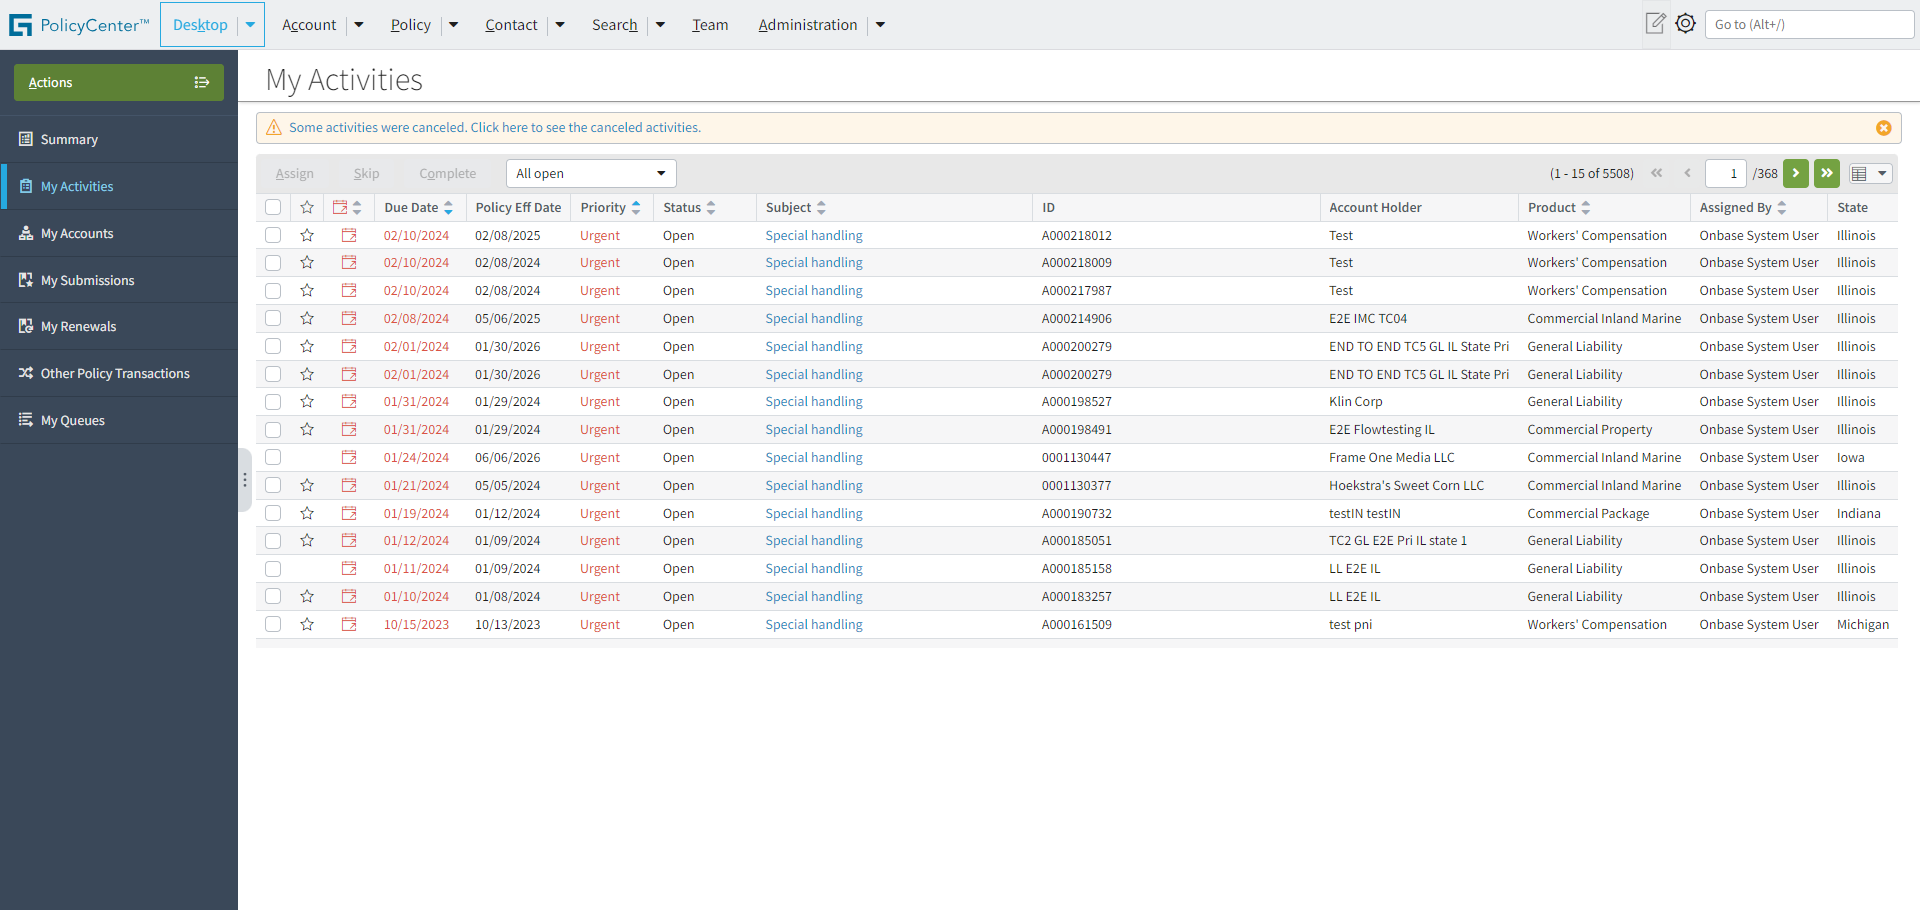 PolicyCenter™ Desktop Account Policy Contact Search Team Administration Go to (Alt+/)
Actions
Summary
My Activities
My Accounts
My Submissions
My Renewals
Other Policy Transactions
My Queues
My Activities
Some activities were canceled. Click here to see the canceled activities.
Assign Skip Complete All open (1 - 15 of 5508) 1 /368
Due Date Policy Eff Date Priority Status Subject ID Account Holder Product Assigned By State
02/10/2024 02/08/2025 Urgent Open Special handling A000218012 Test Workers' Compensation Onbase System User Illinois
02/10/2024 02/08/2024 Urgent Open Special handling A000218009 Test Workers' Compensation Onbase System User Illinois
02/10/2024 02/08/2024 Urgent Open Special handling A000217987 Test Workers' Compensation Onbase System User Illinois
02/08/2024 05/06/2025 Urgent Open Special handling A000214906 E2E IMC TC04 Commercial Inland Marine Onbase System User Illinois
02/01/2024 01/30/2026 Urgent Open Special handling A000200279 END TO END TC5 GL IL State Pri General Liability Onbase System User Illinois
02/01/2024 01/30/2026 Urgent Open Special handling A000200279 END TO END TC5 GL IL State Pri General Liability Onbase System User Illinois
01/31/2024 01/29/2024 Urgent Open Special handling A000198527 Klin Corp General Liability Onbase System User Illinois
01/31/2024 01/29/2024 Urgent Open Special handling A000198491 E2E Flowtesting IL Commercial Property Onbase System User Illinois
01/24/2024 06/06/2026 Urgent Open Special handling 0001130447 Frame One Media LLC Commercial Inland Marine Onbase System User Iowa
01/21/2024 05/05/2024 Urgent Open Special handling 0001130377 Hoekstra's Sweet Corn LLC Commercial Inland Marine Onbase System User Illinois
01/19/2024 01/12/2024 Urgent Open Special handling A000190732 testIN testIN Commercial Package Onbase System User Indiana
01/12/2024 01/09/2024 Urgent Open Special handling A000185051 TC2 GL E2E Pri IL state 1 General Liability Onbase System User Illinois
01/11/2024 01/09/2024 Urgent Open Special handling A000185158 LL E2E IL General Liability Onbase System User Illinois
01/10/2024 01/08/2024 Urgent Open Special handling A000183257 LL E2E IL General Liability Onbase System User Illinois
10/15/2023 10/13/2023 Urgent Open Special handling A000161509 test pni Workers' Compensation Onbase System User Michigan